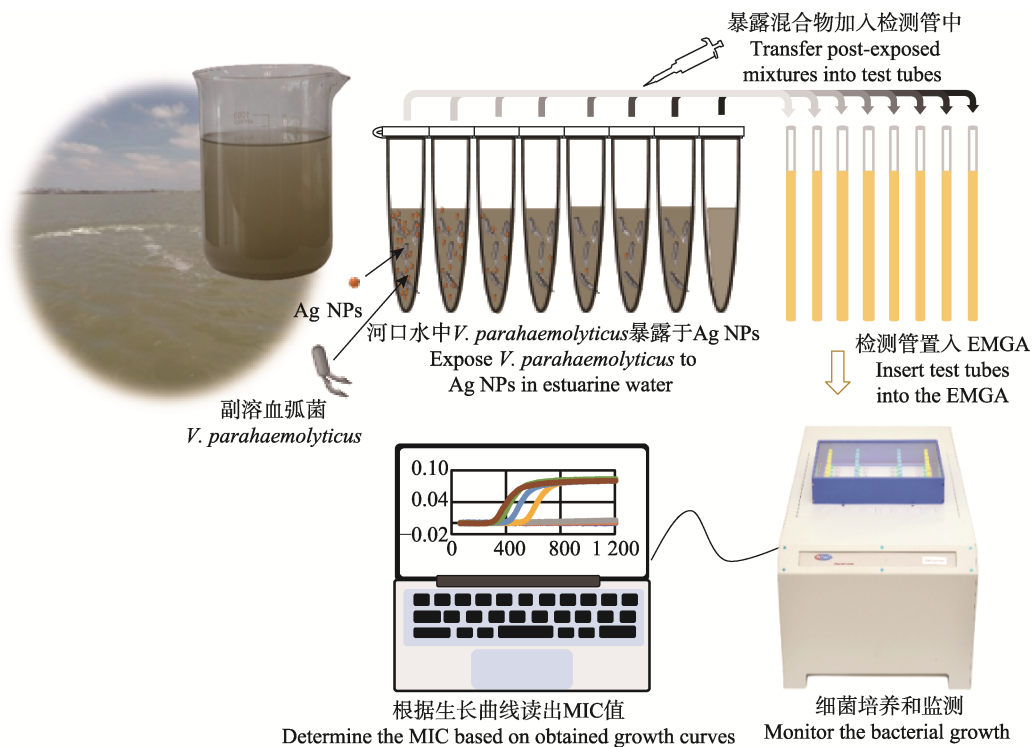 暴露混合物加入检测管中
Transfer post-exposed
mixtures into test tubes
Ag NPs
副溶血弧菌
V. parahaemolyticus
河口水中V. parahaemolyticus暴露于Ag NPs
Expose V. parahaemolyticus to
Ag NPs in estuarine water
检测管置入 EMGA
Insert test tubes
into the EMGA
0.10
0.04
−0.02
0 400 800 1 200
根据生长曲线读出MIC值
Determine the MIC based on obtained growth curves
细菌培养和监测
Monitor the bacterial growth